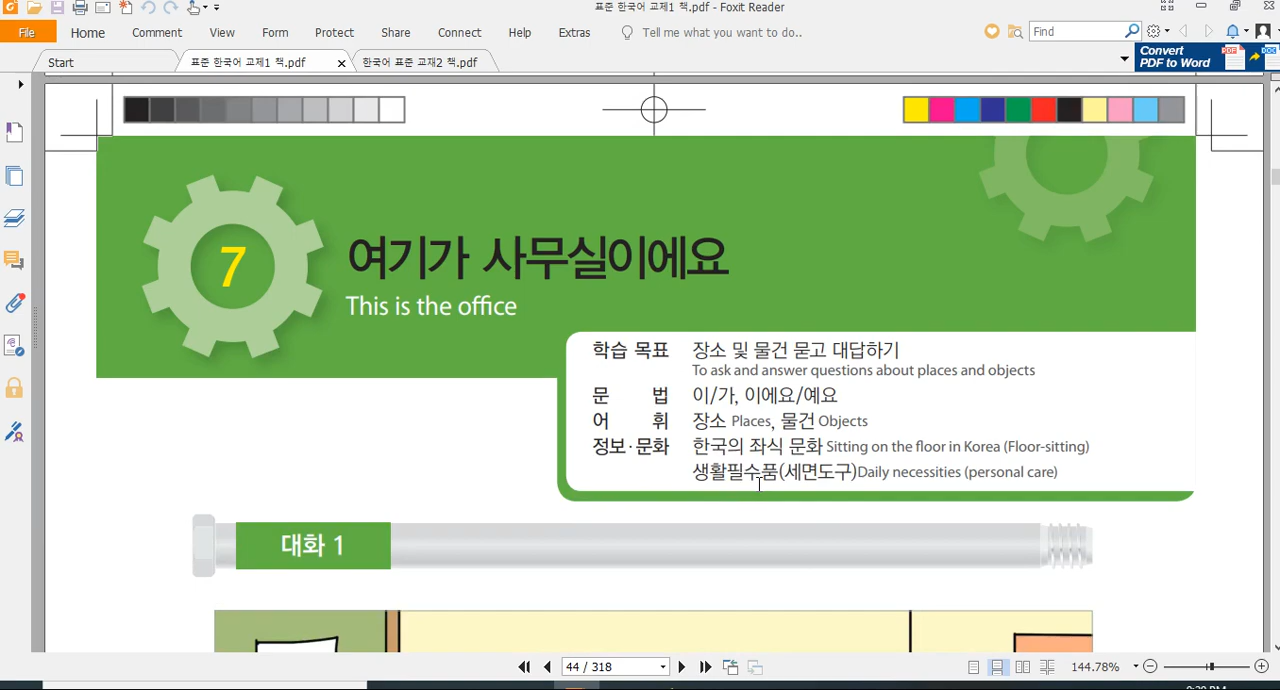 표준 한국어 교제1 책.pdf - Foxit Reader
File Home Comment View Form Protect Share Connect Help Extras Tell me what you want to do.. Find
Start 표준 한국어 교제1 책.pdf x 한국어 표준 교재2 책.pdf
Convert PDF to Word
7
여기가 사무실이에요
This is the office
학습 목표 장소 및 물건 묻고 대답하기
To ask and answer questions about places and objects
문 법 이/가, 이에요/예요
어 휘 장소 Places, 물건 Objects
정보·문화 한국의 좌식 문화 Sitting on the floor in Korea (Floor-sitting)
생활필수품(세면도구)Daily necessities (personal care)
대화 1
44 / 318 144.78%